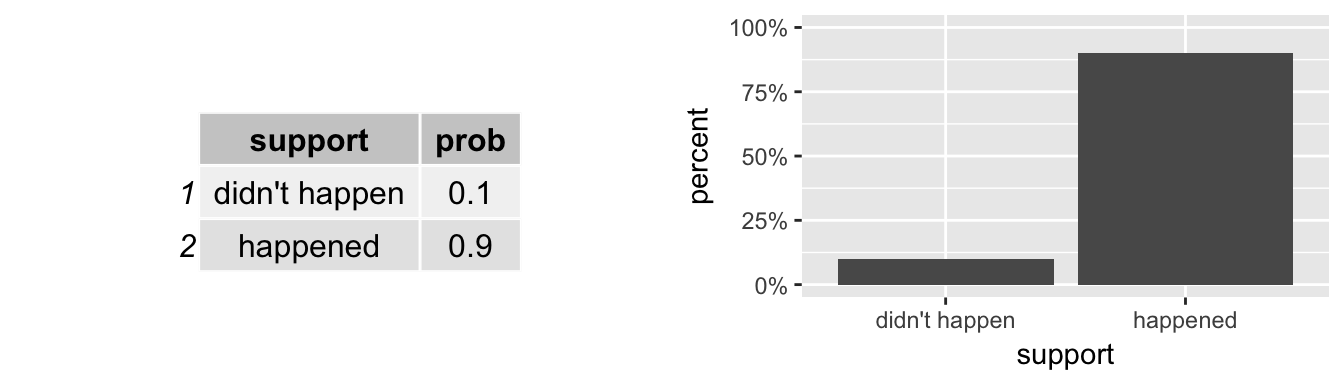 support prob
1 didn't happen 0.1
2 happened 0.9
percent
100%
75%
50%
25%
0%
didn't happen happened
support